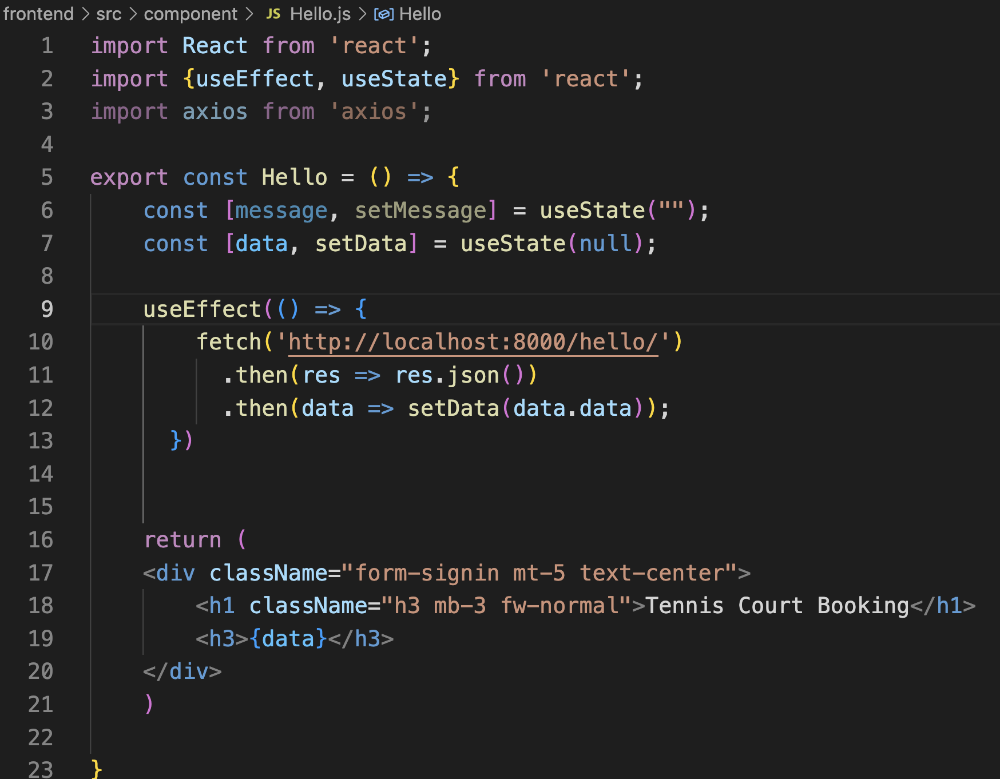 frontend > src > component > JS Hello.js > Hello
1 import React from 'react';
2 import {useEffect, useState} from 'react';
3 import axios from 'axios';
4
5 export const Hello = () => {
6     const [message, setMessage] = useState("");
7     const [data, setData] = useState(null);
8
9     useEffect(() => {
10         fetch('http://localhost:8000/hello/')
11           .then(res => res.json())
12           .then(data => setData(data.data));
13       })
14
15
16     return (
17     <div className="form-signin mt-5 text-center">
18         <h1 className="h3 mb-3 fw-normal">Tennis Court Booking</h1>
19         <h3>{data}</h3>
20     </div>
21     )
22
23 }